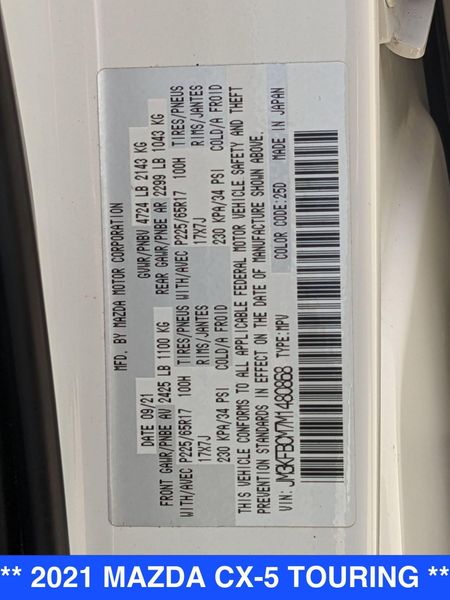 MFD. BY MAZDA MOTOR CORPORATION
DATE 09/21 GVWR/PNBV 4724 LB 2143 KG
FRONT GAWR/PNBE AV 2425 LB 1100 KG REAR GAWR/PNBE AR 2299 LB 1043 KG
WITH/AVEC P225/65R17 100H TIRES/PNEUS WITH/AVEC P225/65R17 100H TIRES/PNEUS
17X7J RIMS/JANTES 17X7J RIMS/JANTES
230 KPA/34 PSI COLD/A FROID 230 KPA/34 PSI COLD/A FROID
THIS VEHICLE CONFORMS TO ALL APPLICABLE FEDERAL MOTOR VEHICLE SAFETY AND THEFT
PREVENTION STANDARDS IN EFFECT ON THE DATE OF MANUFACTURE SHOWN ABOVE.
VIN: JM3KFBCM7M1480868 TYPE:MPV COLOR CODE:25D MADE IN JAPAN
** 2021 MAZDA CX-5 TOURING **